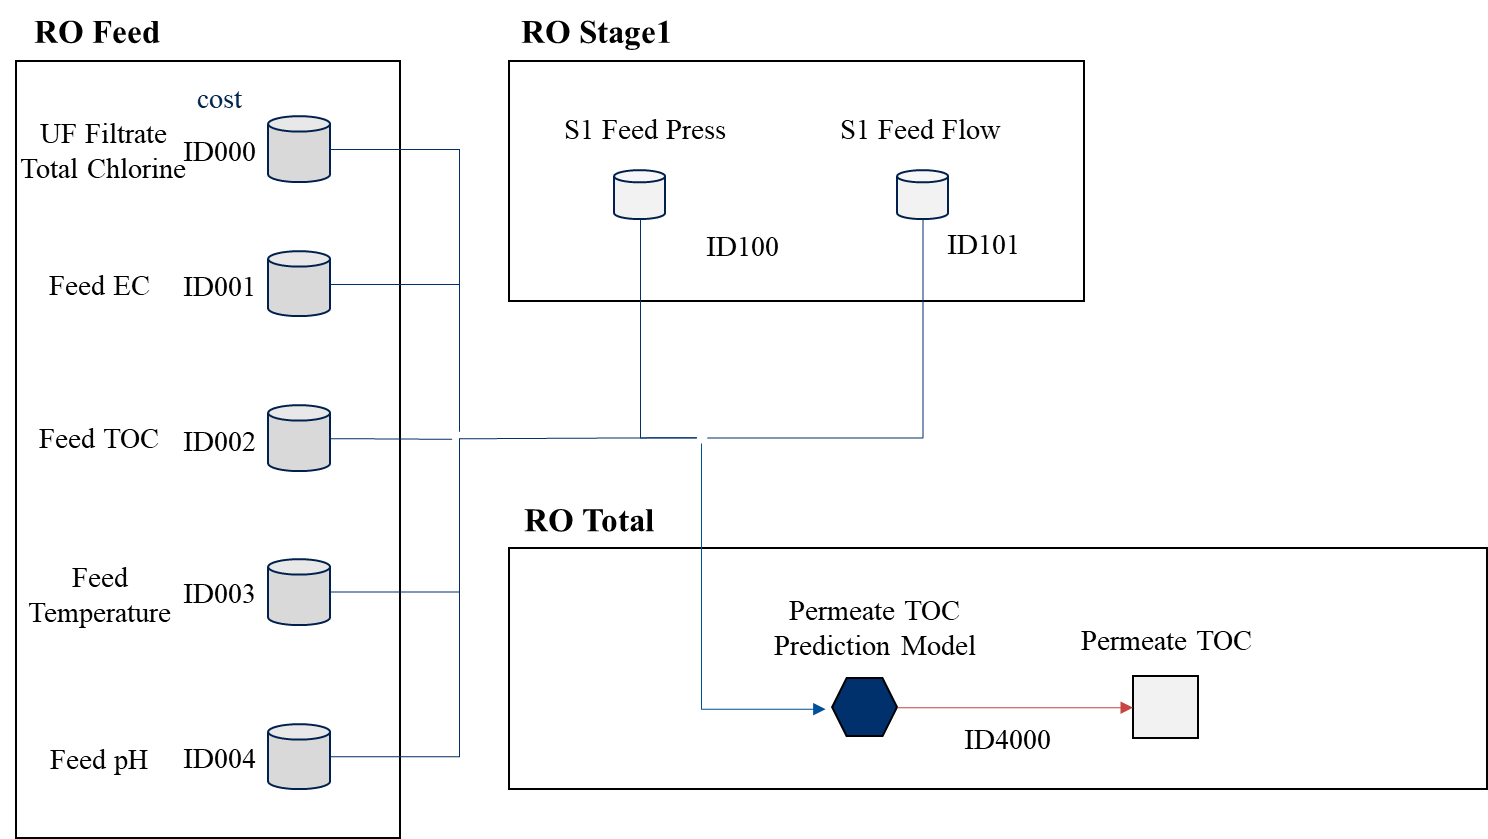 RO Feed
cost
UF Filtrate
Total Chlorine
ID000
Feed EC
ID001
Feed TOC
ID002
Feed
Temperature
ID003
Feed pH
ID004
RO Stage1
S1 Feed Press
S1 Feed Flow
ID100
ID101
RO Total
Permeate TOC
Prediction Model
Permeate TOC
ID4000